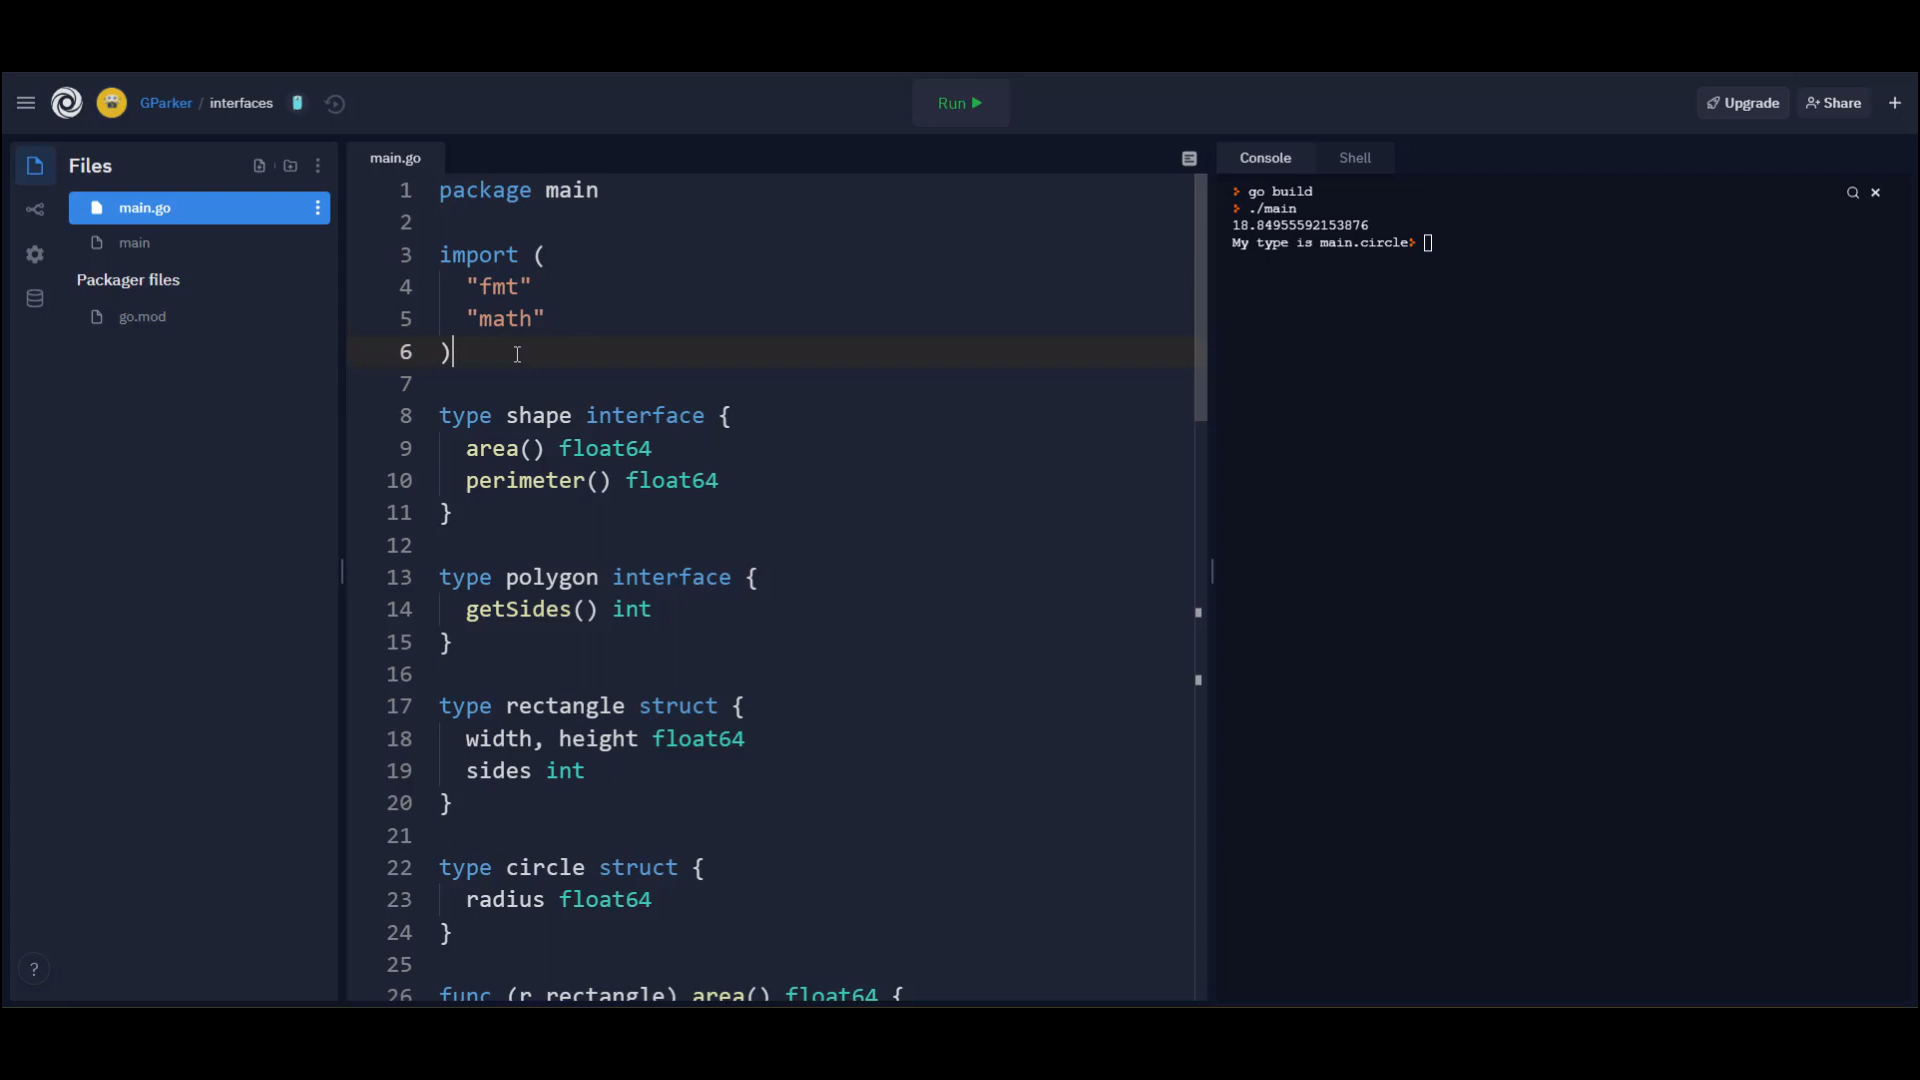 GParker / interfaces
Run
Upgrade
Share
Files
main.go
main
Packager files
go.mod
?
main.go
1 package main
2
3 import (
4 "fmt"
5 "math"
6 )
7
8 type shape interface {
9 area() float64
10 perimeter() float64
11 }
12
13 type polygon interface {
14 getSides() int
15 }
16
17 type rectangle struct {
18 width, height float64
19 sides int
20 }
21
22 type circle struct {
23 radius float64
24 }
25
26 func (r rectangle) area() float64 {
Console
Shell
go build
./main
18.84955592153876
My type is main.circle